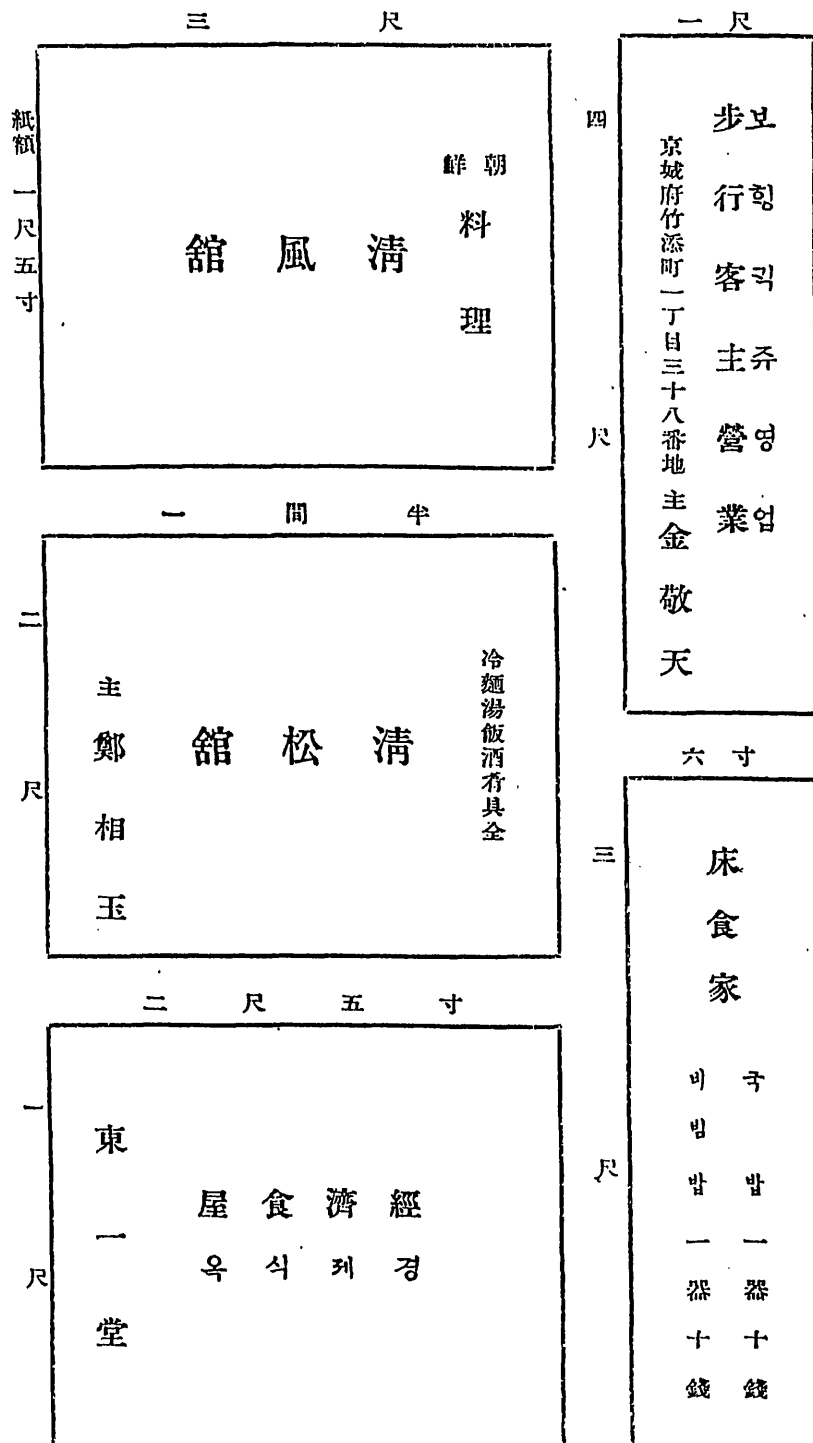 一尺
四尺
步行客主營業
보힝긱쥬영업
京城府竹添町一丁目三十八番地 主 金敬天
六寸
三尺
床食家
국밥一器十錢
비빔밥一器十錢
三尺
紙額一尺五寸
朝鮮料理
淸風舘
一間半
二尺
冷麵湯飯酒肴具全
淸松舘
主 鄭相玉
二尺五寸
一尺
經濟食屋
경제식옥
東一堂